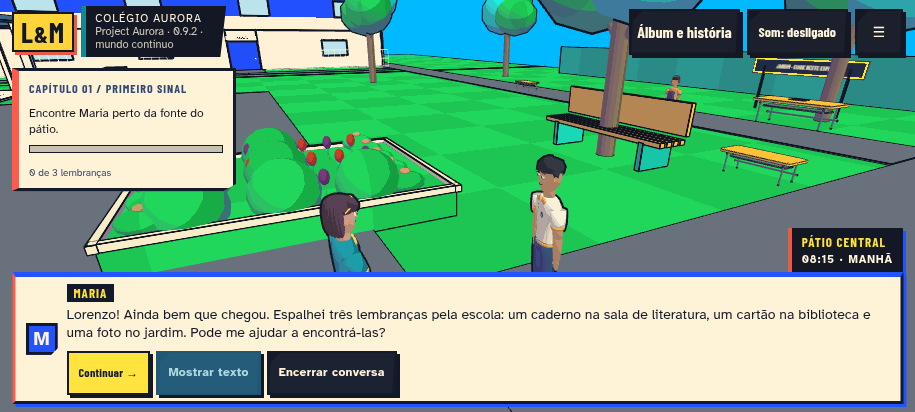 L&M
COLÉGIO AURORA
Project Aurora · 0.9.2 ·
mundo contínuo
Álbum e história
Som: desligado
☰
CAPÍTULO 01 / PRIMEIRO SINAL
Encontre Maria perto da fonte do
pátio.
0 de 3 lembranças
PÁTIO CENTRAL
08:15 · MANHÃ
MARIA
M
Lorenzo! Ainda bem que chegou. Espalhei três lembranças pela escola: um caderno na sala de literatura, um cartão na biblioteca e
uma foto no jardim. Pode me ajudar a encontrá-las?
Continuar →
Mostrar texto
Encerrar conversa